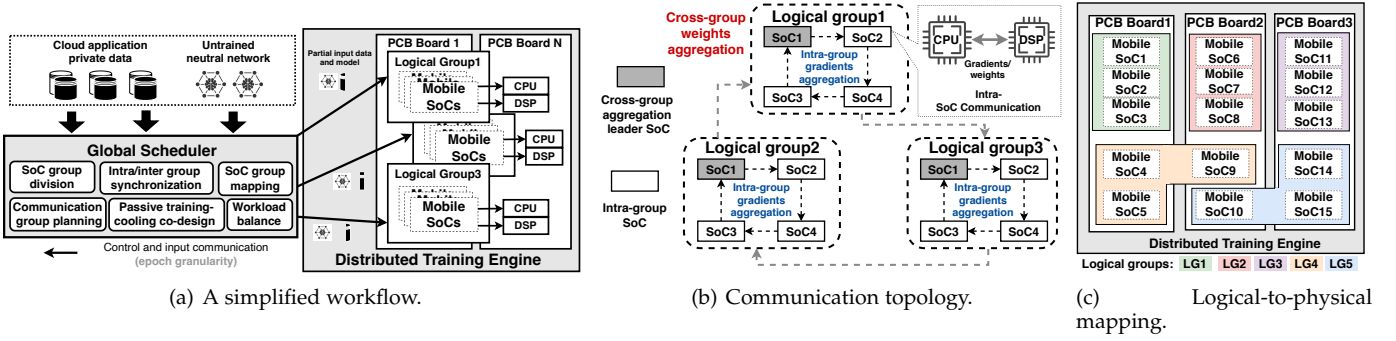 Cloud application
private data
Untrained
neutral network
Global Scheduler
SoC group
division
Intra/inter group
synchronization
SoC group
mapping
Communication
group planning
Passive training-
cooling co-design
Workload
balance
Control and input communication
(epoch granularity)
Partial input data
and model
PCB Board 1
PCB Board N
Logical Group1
Mobile
SoCs
CPU
DSP
Mobile
SoCs
CPU
DSP
Logical Group3
Mobile
SoCs
CPU
DSP
Distributed Training Engine
(a) A simplified workflow.
Cross-group
weights
aggregation
Cross-group
aggregation
leader SoC
Intra-group
SoC
Logical group1
SoC1
SoC2
Intra-group
gradients
aggregation
SoC3
SoC4
CPU
DSP
Gradients/
weights
Intra-
SoC Communication
Logical group2
SoC1
SoC2
Intra-group
gradients
aggregation
SoC3
SoC4
Logical group3
SoC1
SoC2
Intra-group
gradients
aggregation
SoC3
SoC4
(b) Communication topology.
PCB Board1
PCB Board2
PCB Board3
Mobile
SoC1
Mobile
SoC2
Mobile
SoC3
Mobile
SoC6
Mobile
SoC7
Mobile
SoC8
Mobile
SoC11
Mobile
SoC12
Mobile
SoC13
Mobile
SoC4
Mobile
SoC9
Mobile
SoC14
Mobile
SoC5
Mobile
SoC10
Mobile
SoC15
Distributed Training Engine
Logical groups: LG1 LG2 LG3 LG4 LG5
(c) Logical-to-physical
mapping.